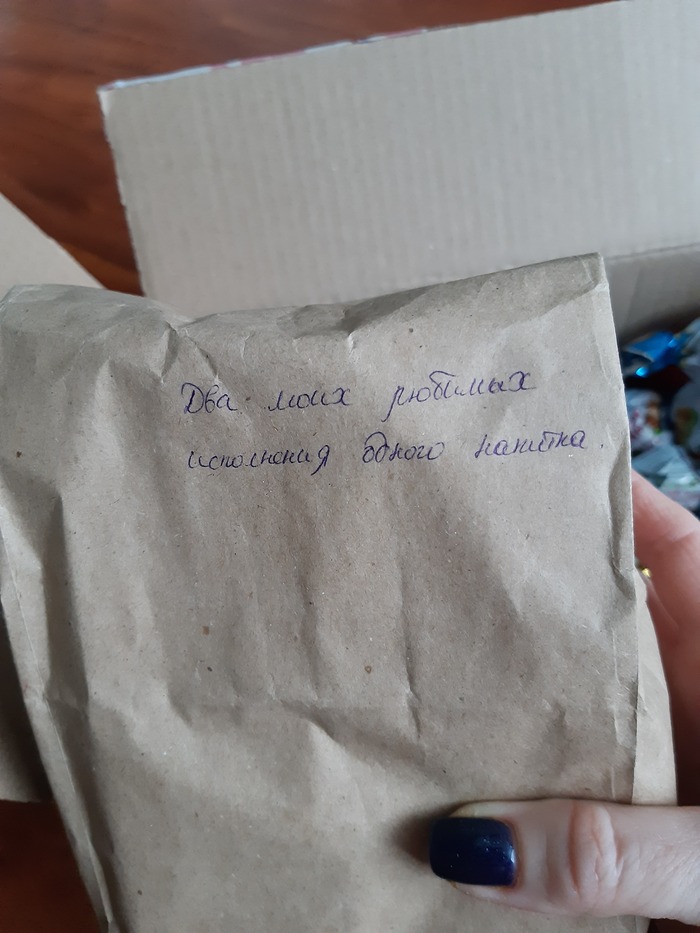 Два моих любимых
исполнения одного напитка.